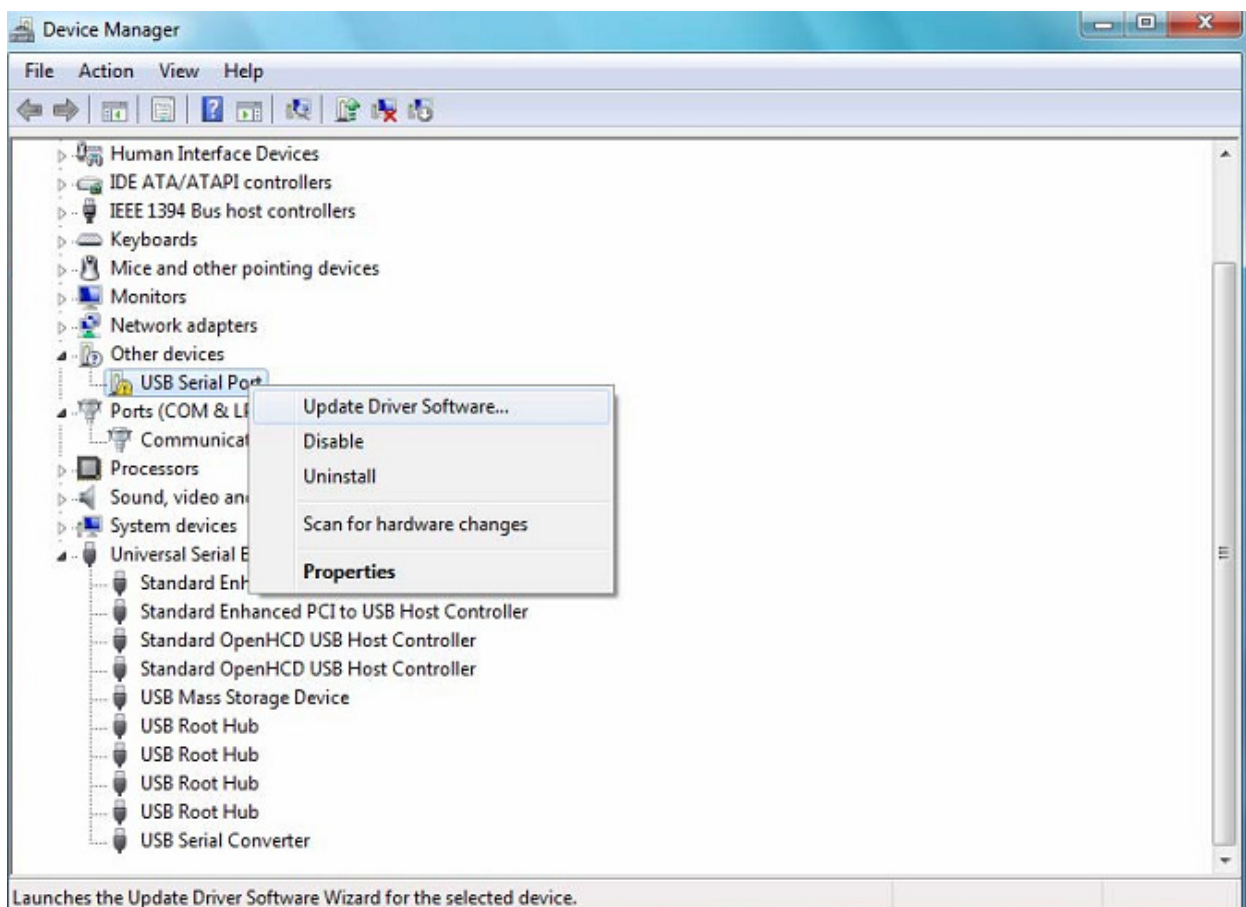 Device Manager
File Action View Help
Human Interface Devices
IDE ATA/ATAPI controllers
IEEE 1394 Bus host controllers
Keyboards
Mice and other pointing devices
Monitors
Network adapters
Other devices
USB Serial Port
Update Driver Software...
Ports (COM &
Disable
Uninstall
Processors
Sound, video
Scan for hardware changes
System devices
Universal Serial
Properties
Standard
Standard Enhanced PCI to USB Host Controller
Standard OpenHCD USB Host Controller
Standard OpenHCD USB Host Controller
USB Mass Storage Device
USB Root Hub
USB Root Hub
USB Root Hub
USB Root Hub
USB Serial Converter
Launches the Update Driver Software Wizard for the selected device.